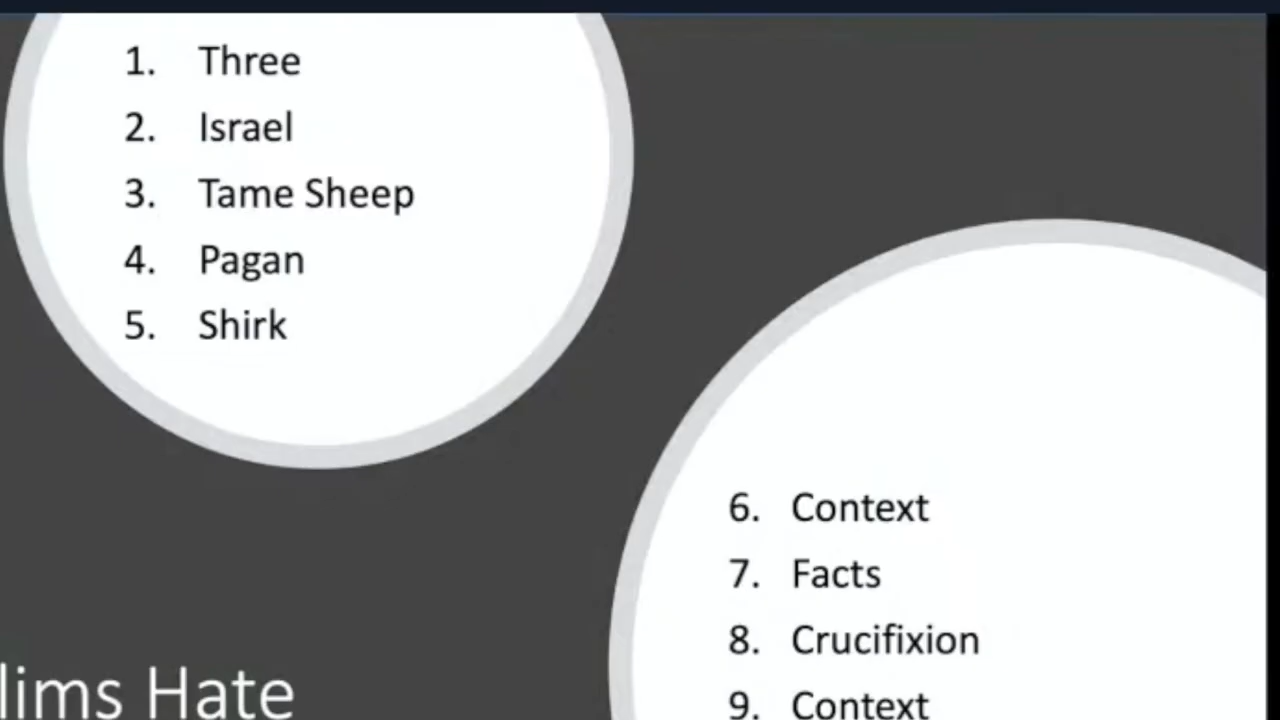 1. Three
2. Israel
3. Tame Sheep
4. Pagan
5. Shirk
6. Context
7. Facts
8. Crucifixion
9. Context
lims Hate